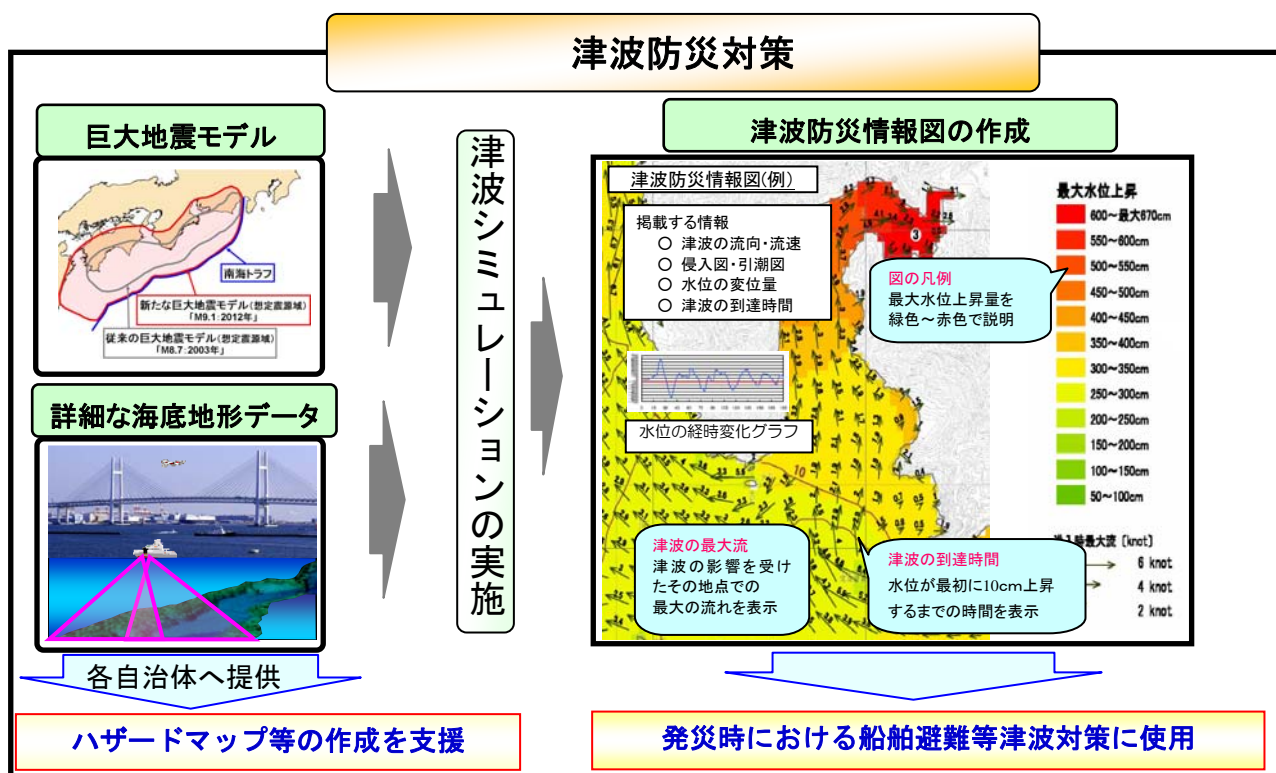 津波防災対策
巨大地震モデル
南海トラフ
新たな巨大地震モデル(想定震源域)
「M9.1:2012年」
従来の巨大地震モデル(想定震源域)
「M8.7:2003年」
詳細な海底地形データ
各自治体へ提供
ハザードマップ等の作成を支援
津波シミュレーションの実施
津波防災情報図の作成
津波防災情報図(例)
掲載する情報
○ 津波の流向・流速
○ 侵入図・引潮図
○ 水位の変位量
○ 津波の到達時間
水位の経時変化グラフ
3
図の凡例
最大水位上昇量を
緑色~赤色で説明
10
津波の最大流
津波の影響を受け
たその地点での
最大の流れを表示
津波の到達時間
水位が最初に10cm上昇
するまでの時間を表示
最大水位上昇
600~最大670cm
550~600cm
500~550cm
450~500cm
400~450cm
350~400cm
300~350cm
250~300cm
200~250cm
150~200cm
100~150cm
50~100cm
時最大流 [knot]
6 knot
4 knot
2 knot
発災時における船舶避難等津波対策に使用